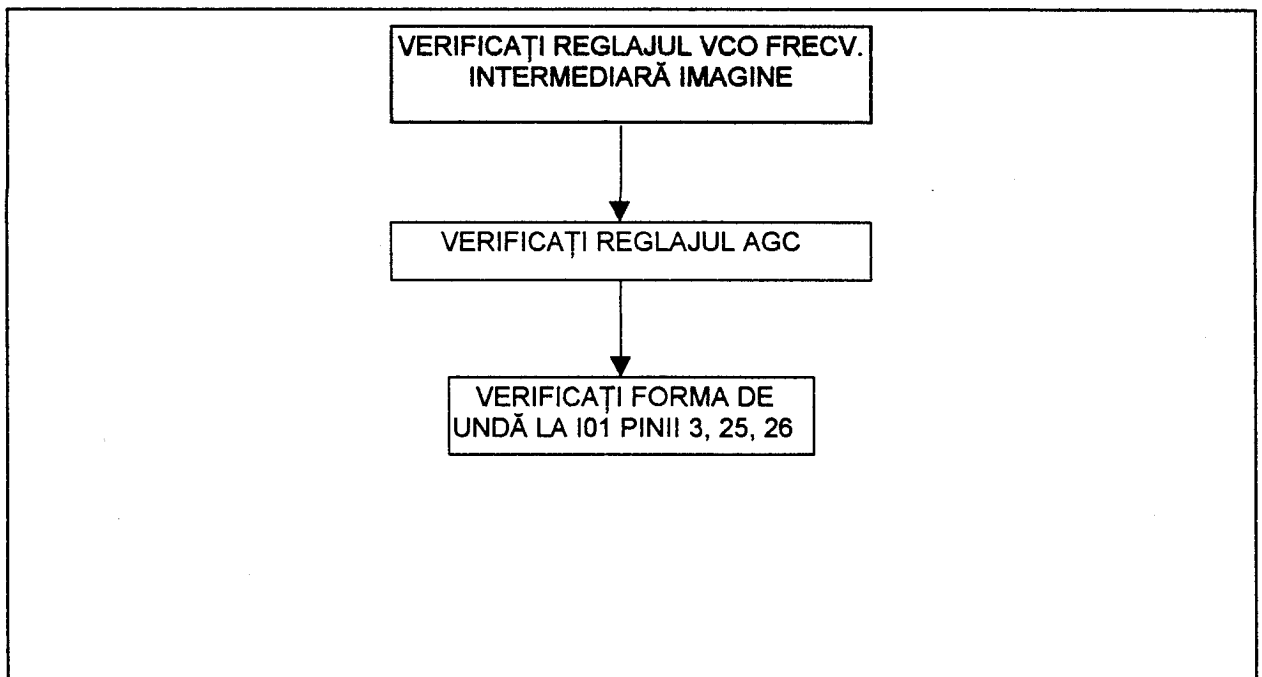 VERIFICAȚI REGLAJUL VCO FRECV.
INTERMEDIARĂ IMAGINE
VERIFICAȚI REGLAJUL AGC
VERIFICAȚI FORMA DE
UNDĂ LA I01 PINII 3, 25, 26